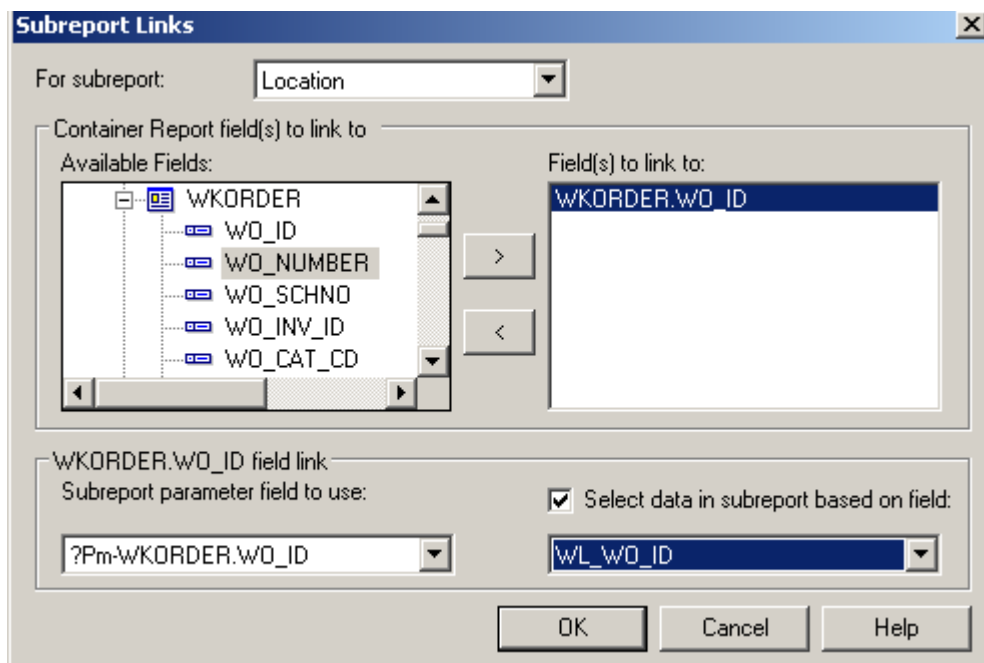 Subreport Links
For subreport:
Location
Container Report field(s) to link to
Available Fields:
Field(s) to link to:
WKORDER
WO_ID
WO_NUMBER
WO_SCHNO
WO_INV_ID
WO_CAT_CD
>
<
WKORDER.WO_ID
WKORDER.WO_ID field link
Subreport parameter field to use:
Select data in subreport based on field:
?Pm-WKORDER.WO_ID
WL_WO_ID
OK
Cancel
Help